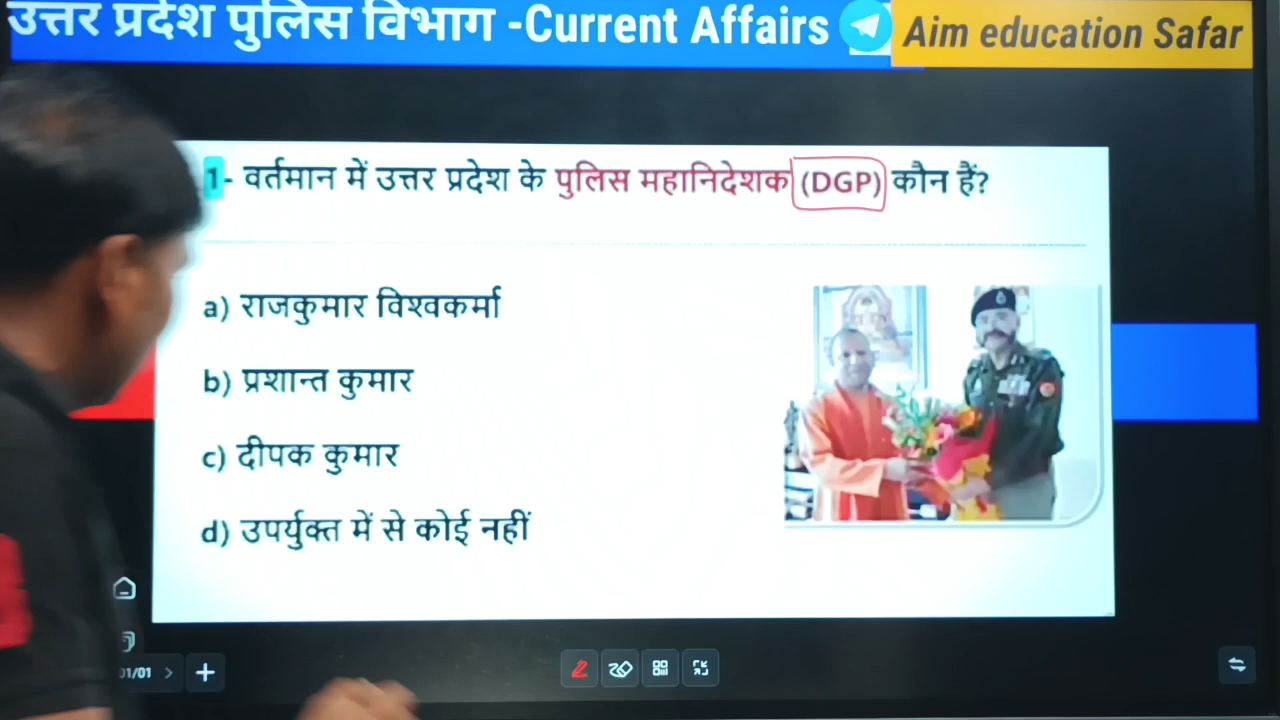 उत्तर प्रदेश पुलिस विभाग -Current Affairs
Aim education Safar
1- वर्तमान में उत्तर प्रदेश के पुलिस महानिदेशक (DGP) कौन हैं?
a) राजकुमार विश्वकर्मा
b) प्रशान्त कुमार
c) दीपक कुमार
d) उपर्युक्त में से कोई नहीं
01/01